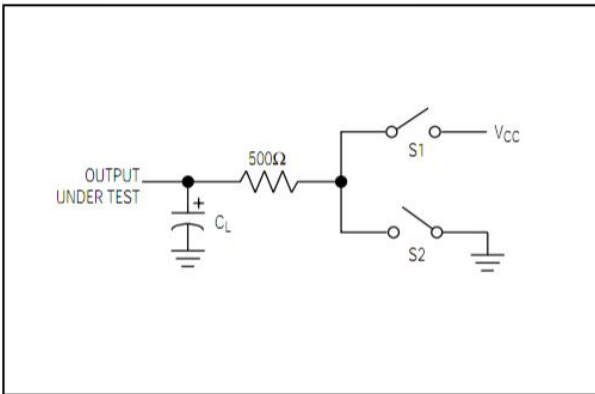 500Ω
OUTPUT
UNDER TEST
+
CL
S1
VCC
S2